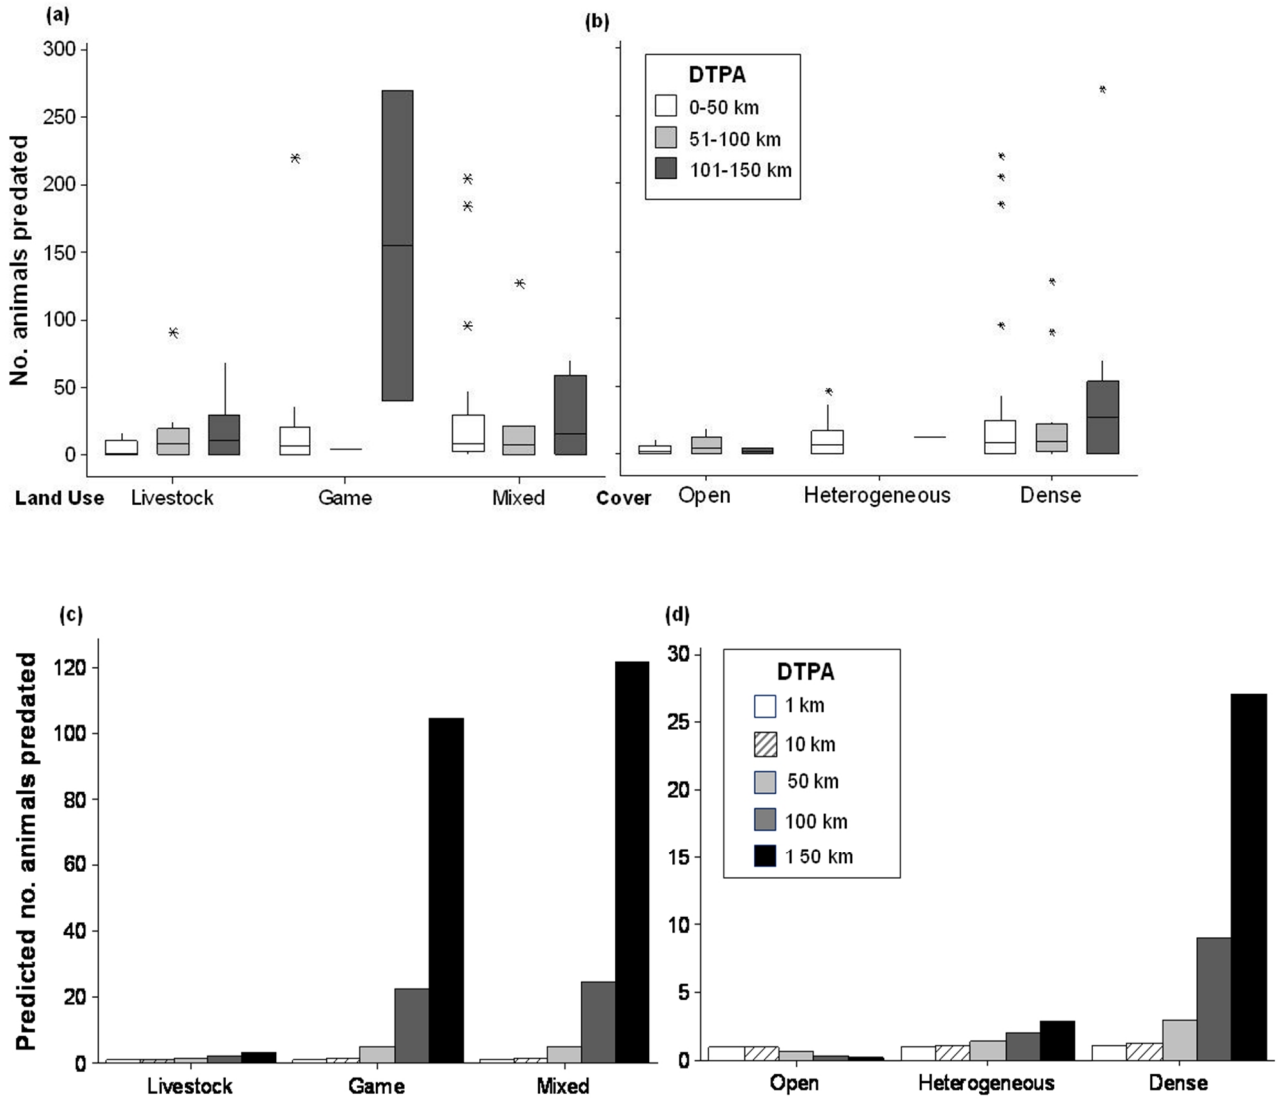 (a)
(b)
No. animals predated
300
250
200
150
100
50
0
DTPA
0-50 km
51-100 km
101-150 km
Land Use Livestock Game Mixed
Cover Open Heterogeneous Dense
(c)
(d)
Predicted no. animals predated
120
100
80
60
40
20
0
Livestock Game Mixed
30
25
20
15
10
5
0
DTPA
1 km
10 km
50 km
100 km
1 50 km
Open Heterogeneous Dense